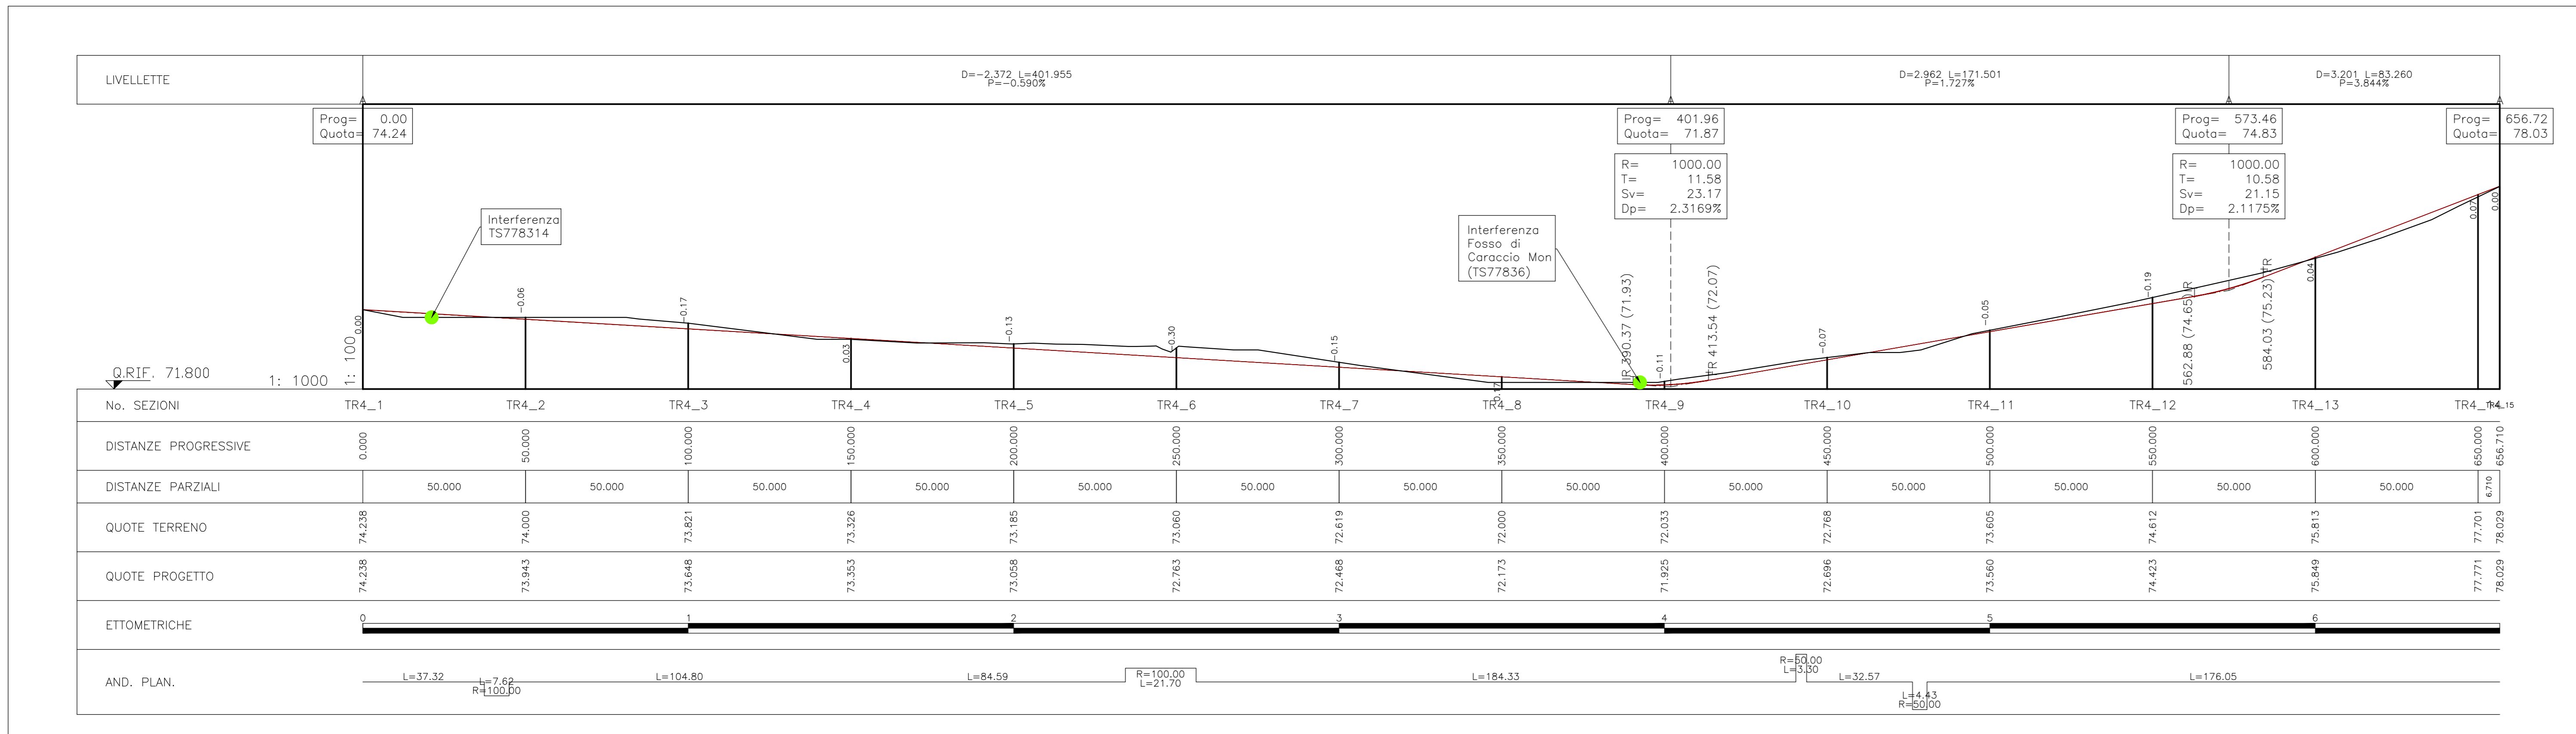 LIVELLETTE
D=-2.372 L=401.955
P=-0.590%
D=2.962 L=171.501
P=1.727%
D=3.201 L=83.260
P=3.844%
Prog= 0.00
Quota= 74.24
Prog= 401.96
Quota= 71.87
R= 1000.00
T= 11.58
Sv= 23.17
Dp= 2.3169%
Prog= 573.46
Quota= 74.83
R= 1000.00
T= 10.58
Sv= 21.15
Dp= 2.1175%
Prog= 656.72
Quota= 78.03
Interferenza
TS778314
Interferenza
Fosso di
Caraccio Mon
(TS77836)
0.00
-0.06
-0.17
0.03
-0.13
-0.30
-0.15
0.17
-0.11
-0.07
-0.05
-0.19
0.04
0.07
0.00
TR 390.37 (71.93)
TR 413.54 (72.07)
562.88 (74.65)TR
584.03 (75.23)TR
Q.RIF. 71.800
1: 1000
1: 100
No. SEZIONI
TR4_1 TR4_2 TR4_3 TR4_4 TR4_5 TR4_6 TR4_7 TR4_8 TR4_9 TR4_10 TR4_11 TR4_12 TR4_13 TR4_14 TR4_15
DISTANZE PROGRESSIVE
0.000 50.000 100.000 150.000 200.000 250.000 300.000 350.000 400.000 450.000 500.000 550.000 600.000 650.000 656.710
DISTANZE PARZIALI
50.000 50.000 50.000 50.000 50.000 50.000 50.000 50.000 50.000 50.000 50.000 50.000 50.000 6.710
QUOTE TERRENO
74.238 74.000 73.821 73.326 73.185 73.060 72.619 72.000 72.033 72.768 73.605 74.612 75.813 77.701 78.029
QUOTE PROGETTO
74.238 73.943 73.648 73.353 73.058 72.763 72.468 72.173 71.925 72.696 73.560 74.423 75.849 77.771 78.029
ETTOMETRICHE
0 1 2 3 4 5 6
AND. PLAN.
L=37.32
L=7.62
R=100.00
L=104.80
L=84.59
R=100.00
L=21.70
L=184.33
R=50.00
L=3.30
L=32.57
L=4.43
R=50.00
L=176.05